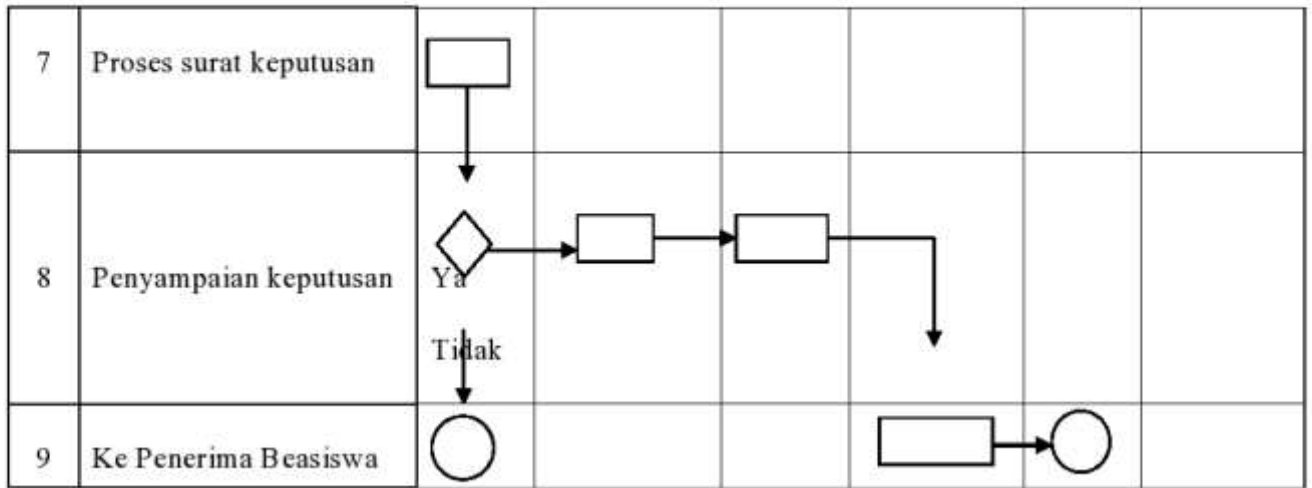 7 Proses surat keputusan
8 Penyampaian keputusan Ya
Tidak
9 Ke Penerima Beasiswa